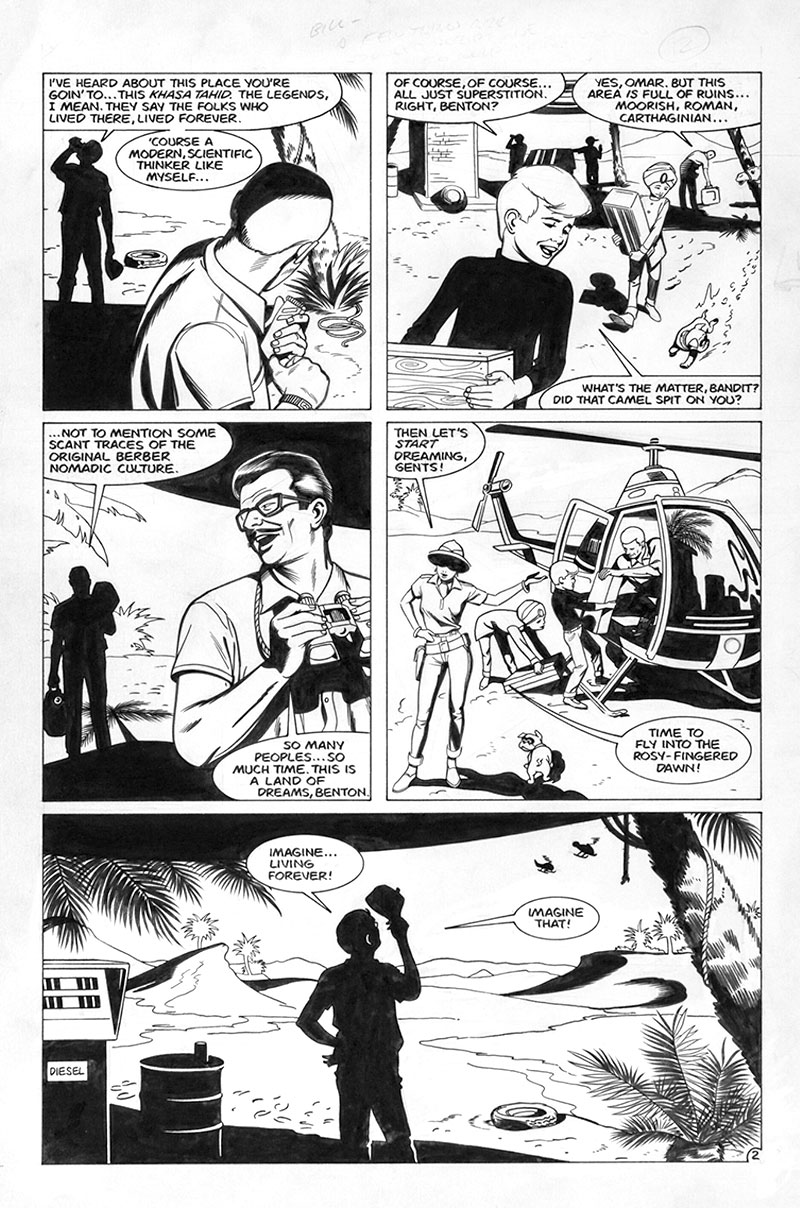 BILL-
I'VE HEARD ABOUT THIS PLACE YOU'RE
GOIN' TO...THIS KHASA TAHID. THE LEGENDS,
I MEAN. THEY SAY THE FOLKS WHO
LIVED THERE, LIVED FOREVER.
'COURSE A
MODERN, SCIENTIFIC
THINKER LIKE
MYSELF...
OF COURSE, OF COURSE...
ALL JUST SUPERSTITION.
RIGHT, BENTON?
YES, OMAR. BUT THIS
AREA IS FULL OF RUINS...
MOORISH, ROMAN,
CARTHAGINIAN...
WHAT'S THE MATTER, BANDIT?
DID THAT CAMEL SPIT ON YOU?
...NOT TO MENTION SOME
SCANT TRACES OF THE
ORIGINAL BERBER
NOMADIC CULTURE.
SO MANY
PEOPLES...SO
MUCH TIME. THIS IS
A LAND OF
DREAMS, BENTON.
THEN LET'S
START
DREAMING,
GENTS!
TIME TO
FLY INTO THE
ROSY-FINGERED
DAWN!
IMAGINE...
LIVING
FOREVER!
IMAGINE
THAT!
DIESEL
2